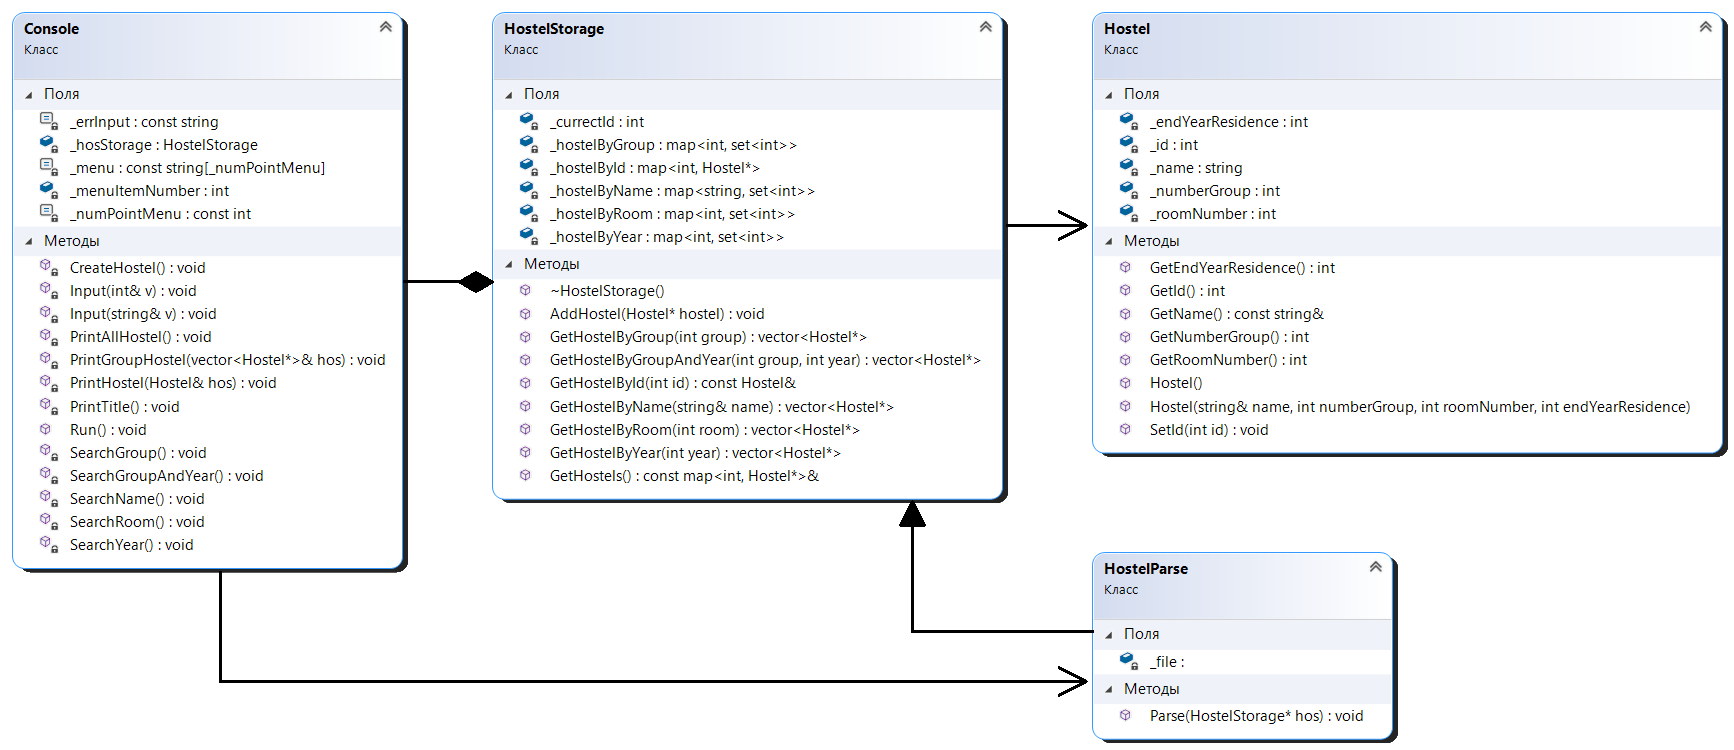 Console
Класс
Поля
_errInput : const string
_hosStorage : HostelStorage
_menu : const string[_numPointMenu]
_menuItemNumber : int
_numPointMenu : const int
Методы
CreateHostel() : void
Input(int& v) : void
Input(string& v) : void
PrintAllHostel() : void
PrintGroupHostel(vector<Hostel*>& hos) : void
PrintHostel(Hostel& hos) : void
PrintTitle() : void
Run() : void
SearchGroup() : void
SearchGroupAndYear() : void
SearchName() : void
SearchRoom() : void
SearchYear() : void
HostelStorage
Класс
Поля
_currectId : int
_hostelByGroup : map<int, set<int>>
_hostelById : map<int, Hostel*>
_hostelByName : map<string, set<int>>
_hostelByRoom : map<int, set<int>>
_hostelByYear : map<int, set<int>>
Методы
~HostelStorage()
AddHostel(Hostel* hostel) : void
GetHostelByGroup(int group) : vector<Hostel*>
GetHostelByGroupAndYear(int group, int year) : vector<Hostel*>
GetHostelById(int id) : const Hostel&
GetHostelByName(string& name) : vector<Hostel*>
GetHostelByRoom(int room) : vector<Hostel*>
GetHostelByYear(int year) : vector<Hostel*>
GetHostels() : const map<int, Hostel*>&
Hostel
Класс
Поля
_endYearResidence : int
_id : int
_name : string
_numberGroup : int
_roomNumber : int
Методы
GetEndYearResidence() : int
GetId() : int
GetName() : const string&
GetNumberGroup() : int
GetRoomNumber() : int
Hostel()
Hostel(string& name, int numberGroup, int roomNumber, int endYearResidence)
SetId(int id) : void
HostelParse
Класс
Поля
_file :
Методы
Parse(HostelStorage* hos) : void